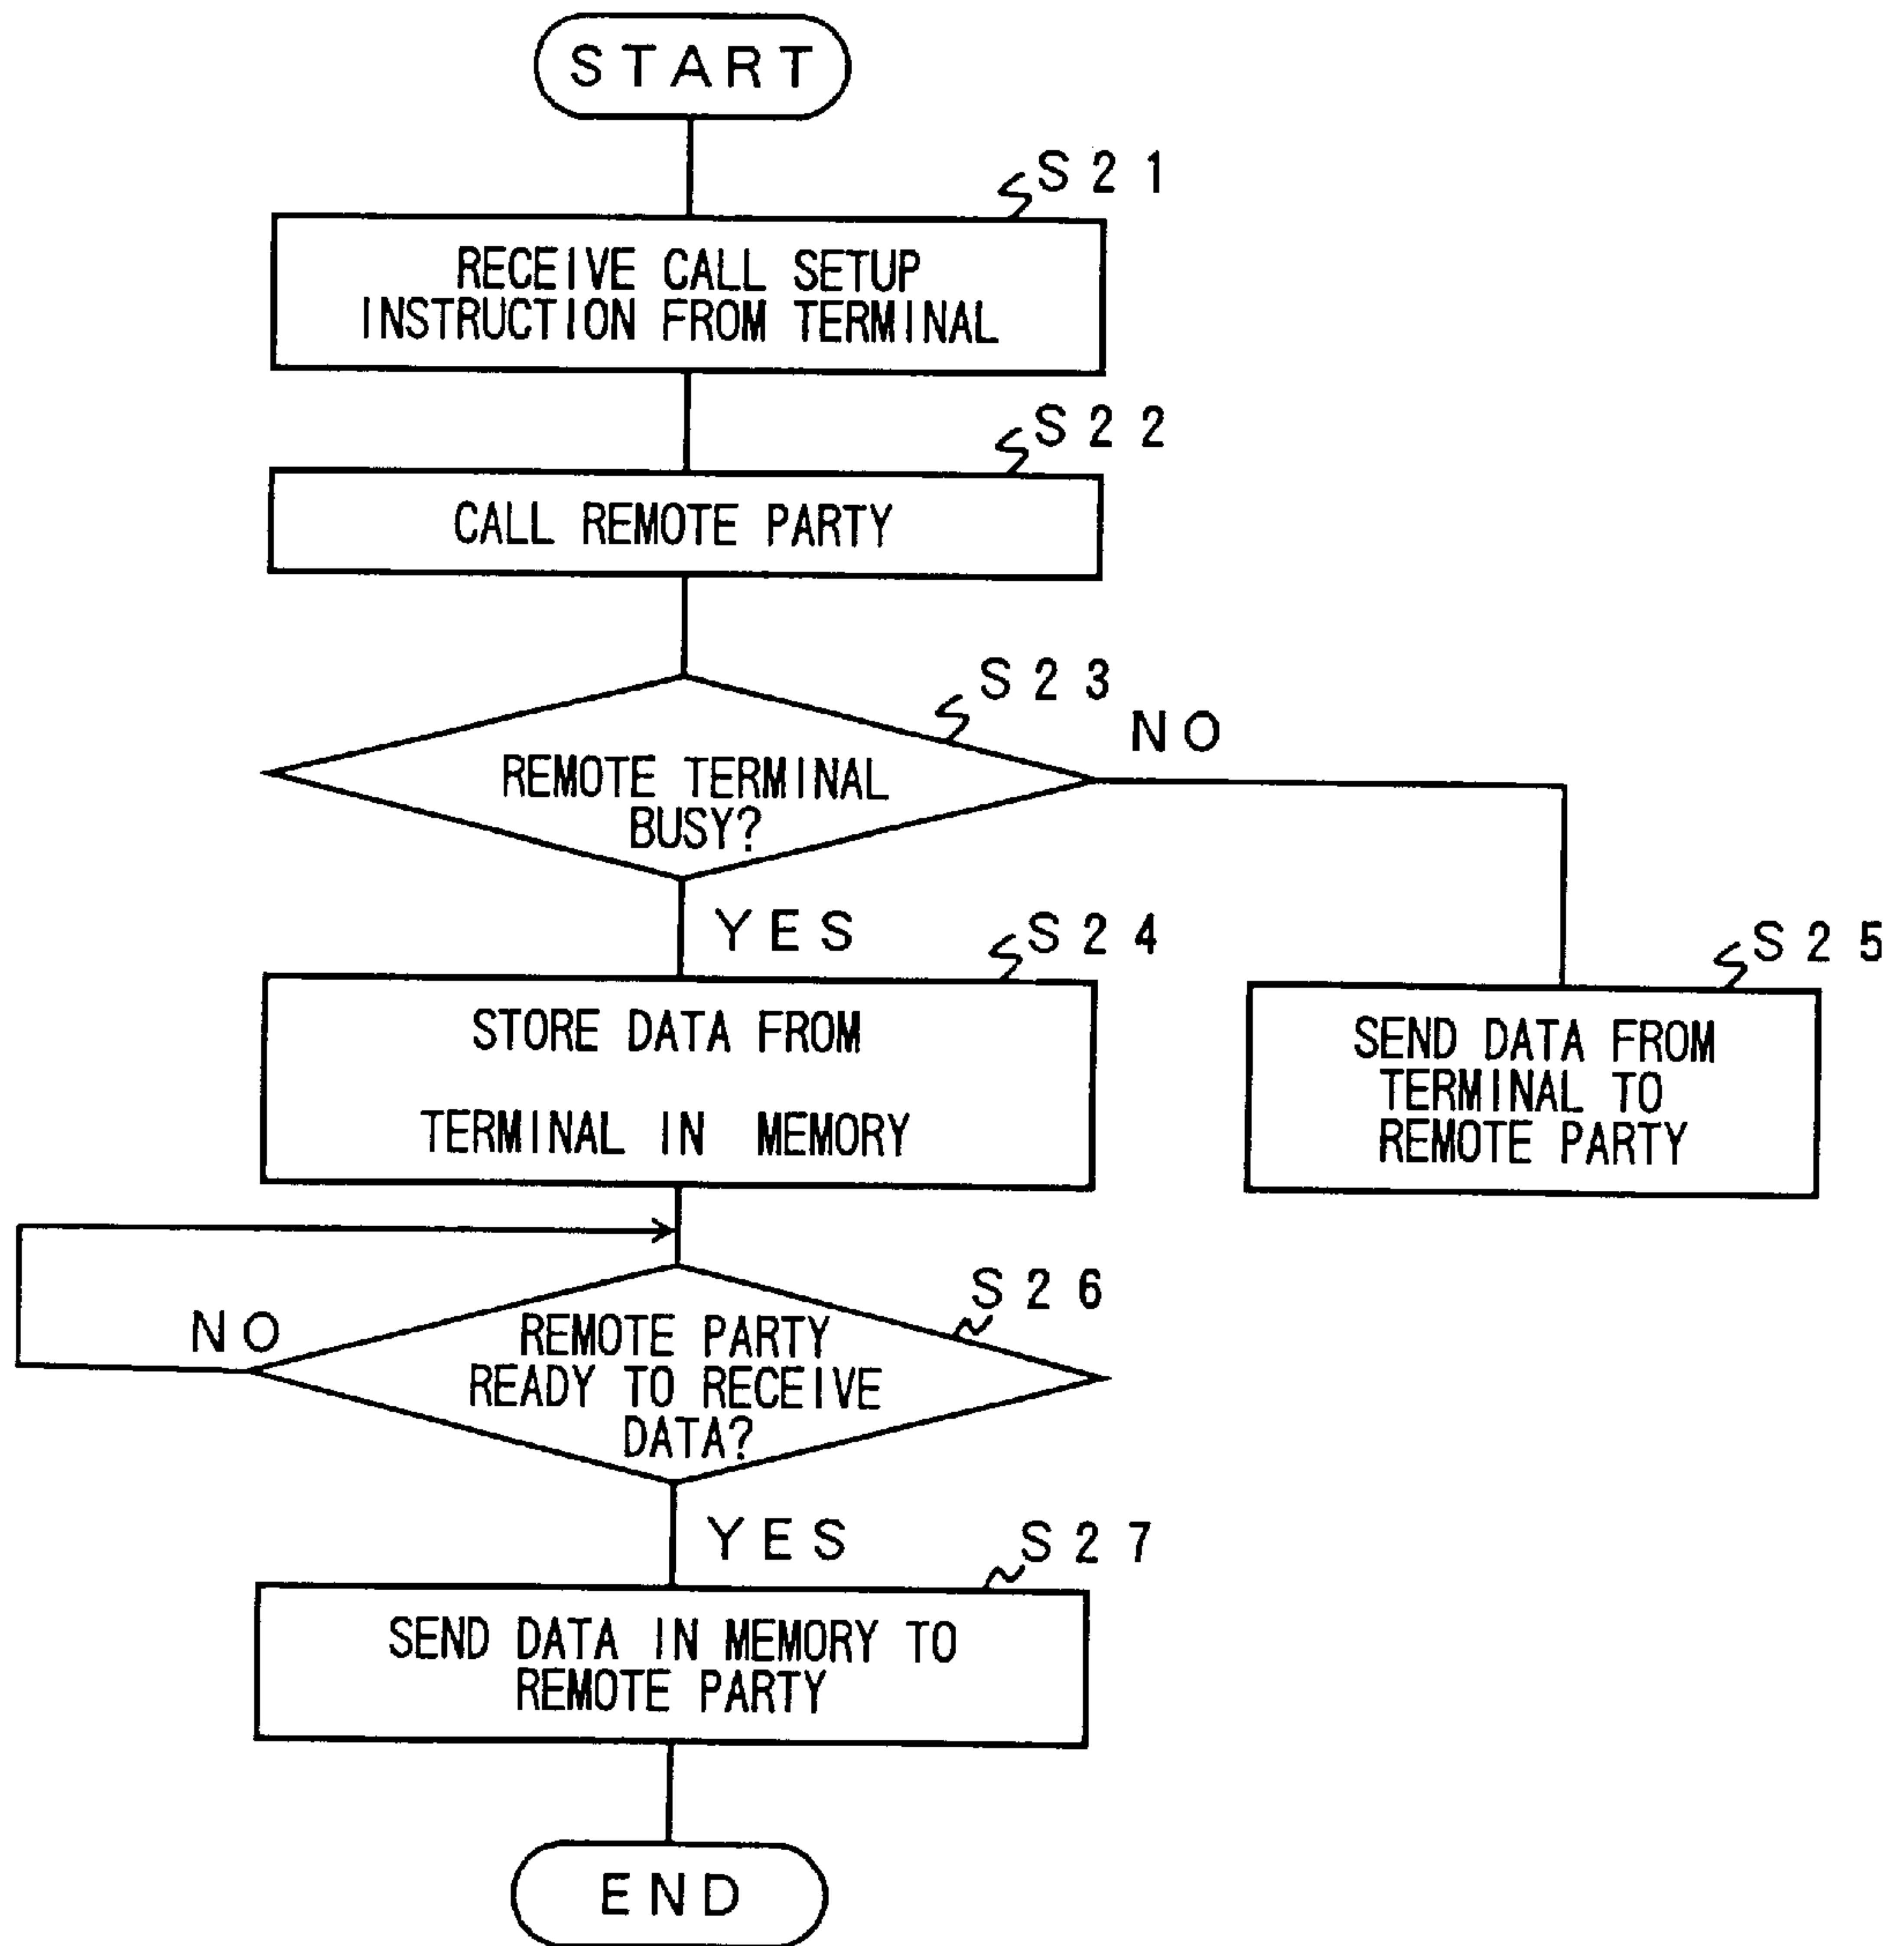 START
S21
RECEIVE CALL SETUP
INSTRUCTION FROM TERMINAL
S22
CALL REMOTE PARTY
S23
NO
REMOTE TERMINAL
BUSY?
YES
S24
S25
STORE DATA FROM
TERMINAL IN MEMORY
SEND DATA FROM
TERMINAL TO
REMOTE PARTY
S26
NO
REMOTE PARTY
READY TO RECEIVE
DATA?
YES
S27
SEND DATA IN MEMORY TO
REMOTE PARTY
END